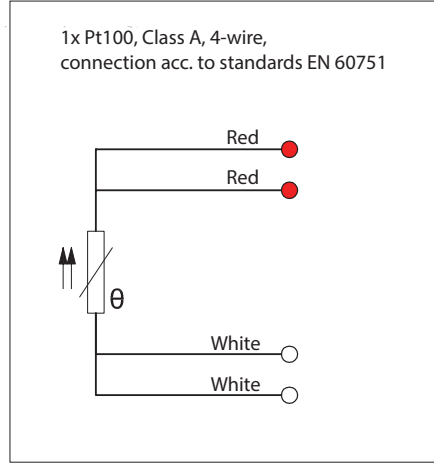 1x Pt100, Class A, 4-wire,
connection acc. to standards EN 60751
Red
Red
θ
White
White